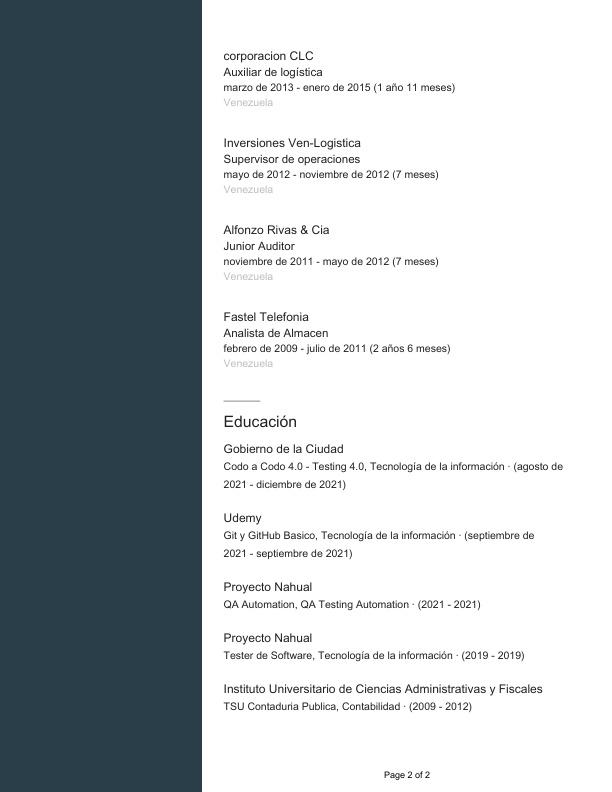 corporacion CLC
Auxiliar de logística
marzo de 2013 - enero de 2015 (1 año 11 meses)
Venezuela
Inversiones Ven-Logistica
Supervisor de operaciones
mayo de 2012 - noviembre de 2012 (7 meses)
Venezuela
Alfonzo Rivas & Cia
Junior Auditor
noviembre de 2011 - mayo de 2012 (7 meses)
Venezuela
Fastel Telefonia
Analista de Almacen
febrero de 2009 - julio de 2011 (2 años 6 meses)
Venezuela
Educación
Gobierno de la Ciudad
Codo a Codo 4.0 - Testing 4.0, Tecnología de la información · (agosto de
2021 - diciembre de 2021)
Udemy
Git y GitHub Basico, Tecnología de la información · (septiembre de
2021 - septiembre de 2021)
Proyecto Nahual
QA Automation, QA Testing Automation · (2021 - 2021)
Proyecto Nahual
Tester de Software, Tecnología de la información · (2019 - 2019)
Instituto Universitario de Ciencias Administrativas y Fiscales
TSU Contaduria Publica, Contabilidad · (2009 - 2012)
Page 2 of 2